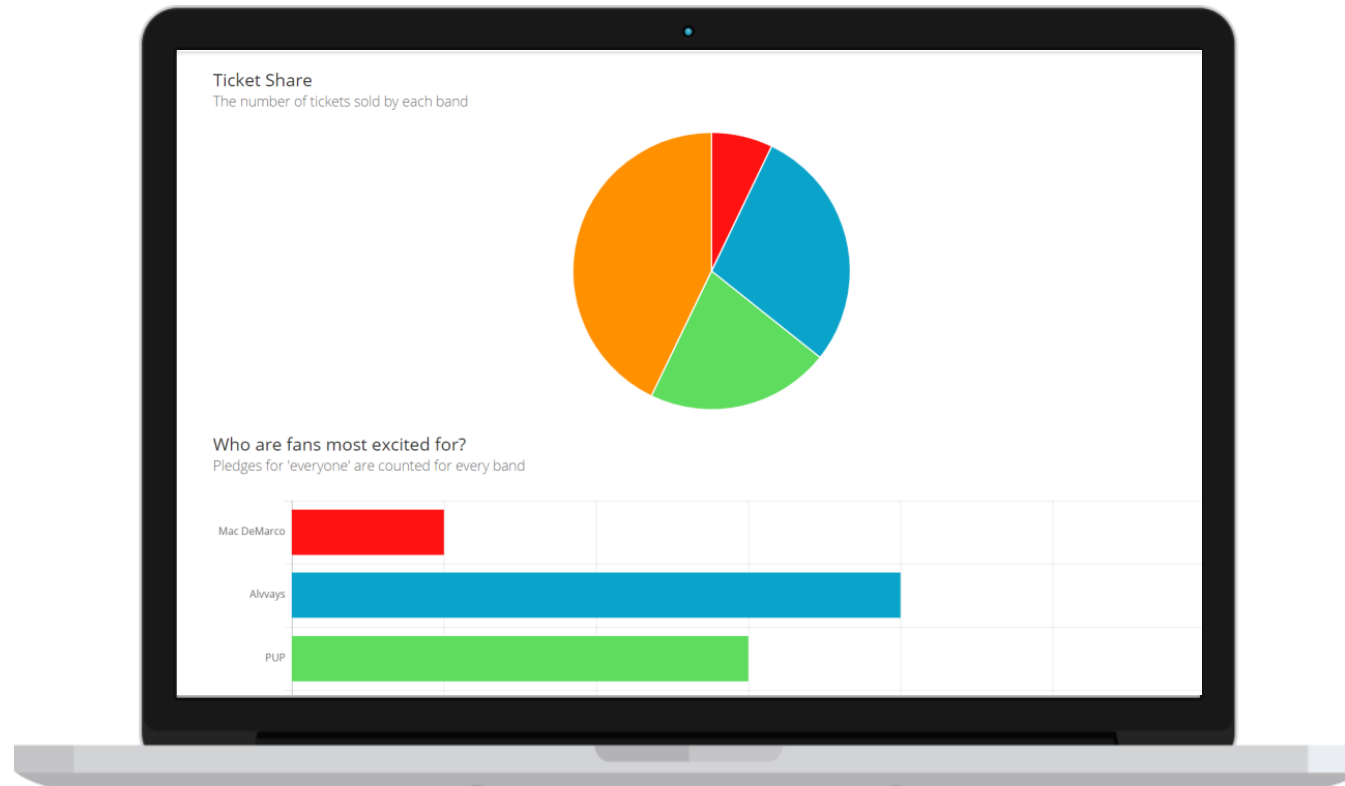 Ticket Share
The number of tickets sold by each band
Who are fans most excited for?
Pledges for 'everyone' are counted for every band
Mac DeMarco
Alvvays
PUP